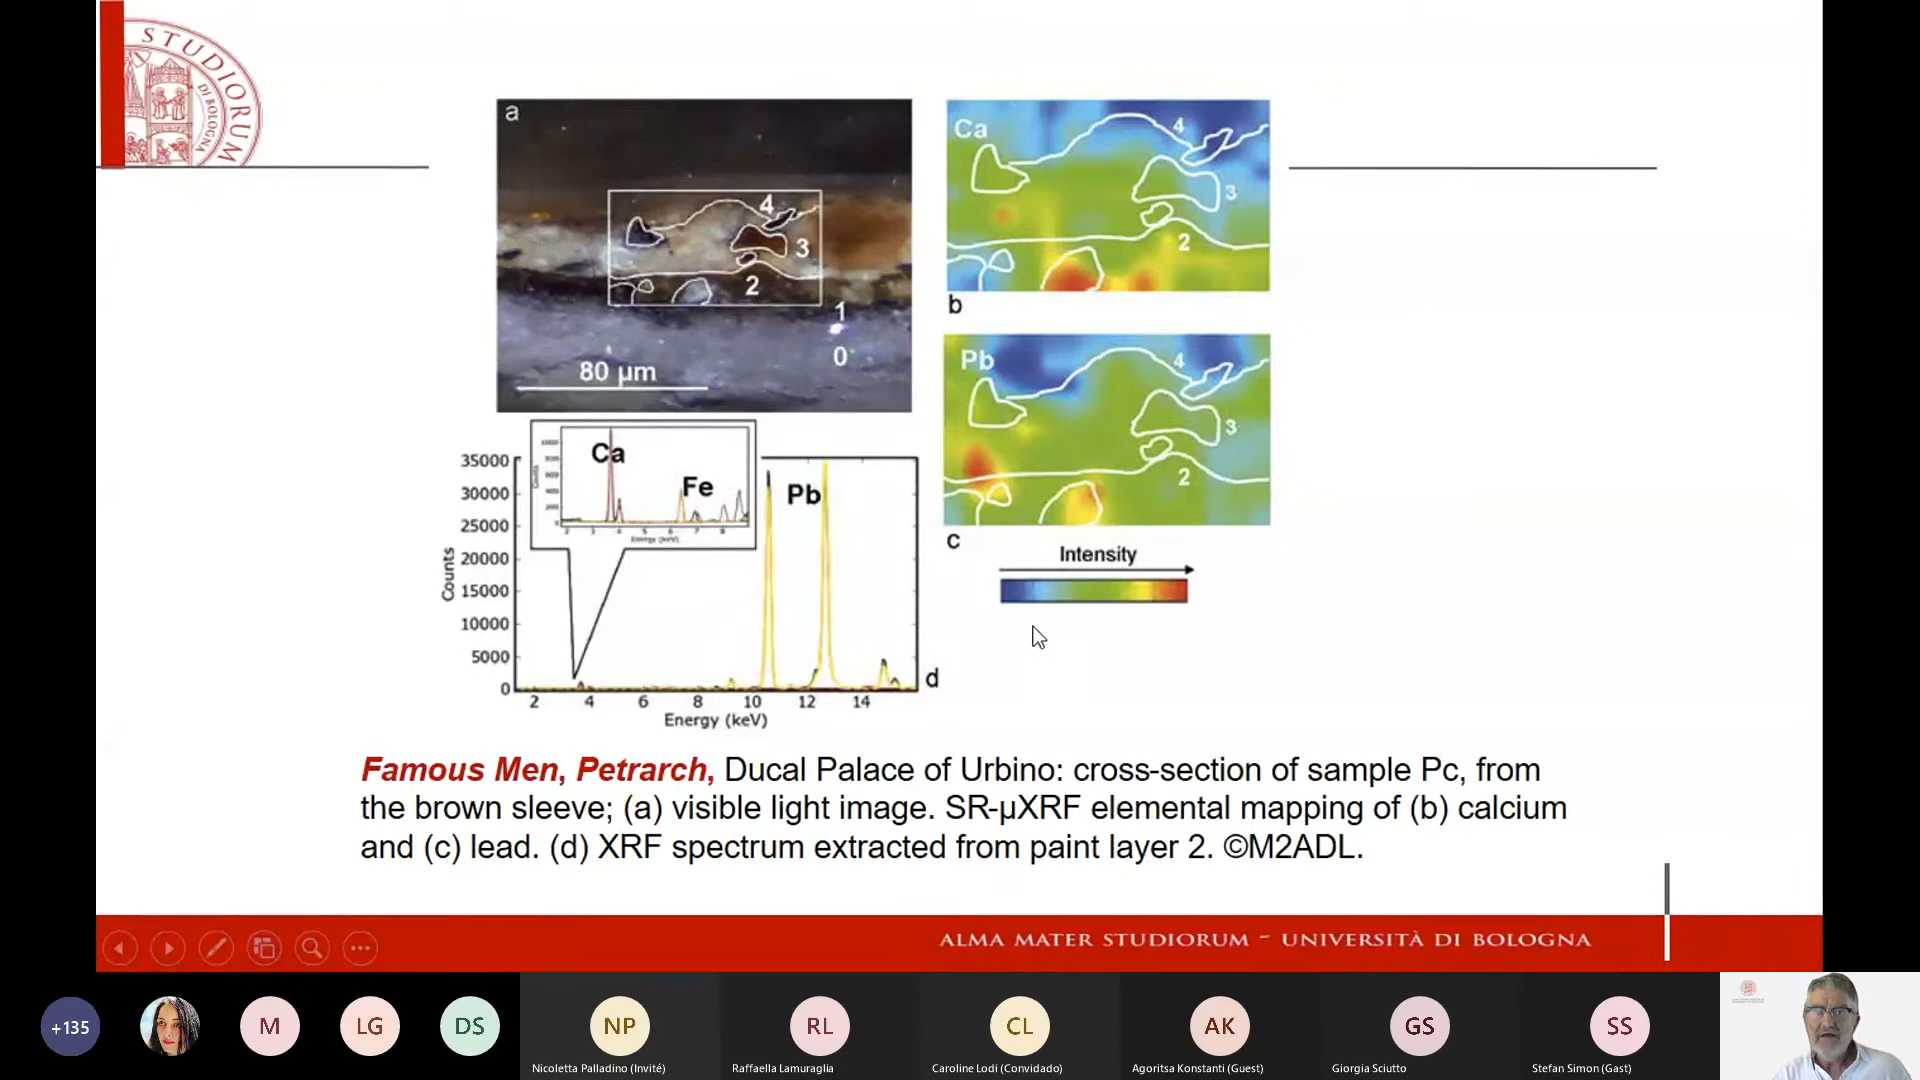 STUDIORUM
DI BOLOGNA
a
4
3
2
1
0
80 µm
Ca
4
3
2
b
Pb
4
3
2
c
Intensity
Ca
Fe
Pb
Counts
35000
30000
25000
20000
15000
10000
5000
0
2 4 6 8 10 12 14
Energy (keV)
d
Famous Men, Petrarch, Ducal Palace of Urbino: cross-section of sample Pc, from
the brown sleeve; (a) visible light image. SR-µXRF elemental mapping of (b) calcium
and (c) lead. (d) XRF spectrum extracted from paint layer 2. ©M2ADL.
ALMA MATER STUDIORUM - UNIVERSITÀ DI BOLOGNA
+135
M
LG
DS
NP
RL
CL
AK
GS
SS
Nicoletta Palladino (Invité)
Raffaella Lamuraglia
Caroline Lodi (Convidado)
Agoritsa Konstanti (Guest)
Giorgia Sciutto
Stefan Simon (Gast)